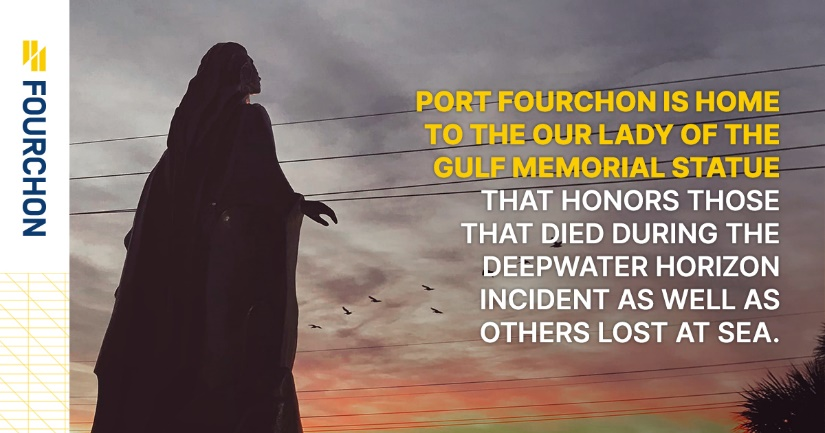 FOURCHON
PORT FOURCHON IS HOME
TO THE OUR LADY OF THE
GULF MEMORIAL STATUE
THAT HONORS THOSE
THAT DIED DURING THE
DEEPWATER HORIZON
INCIDENT AS WELL AS
OTHERS LOST AT SEA.